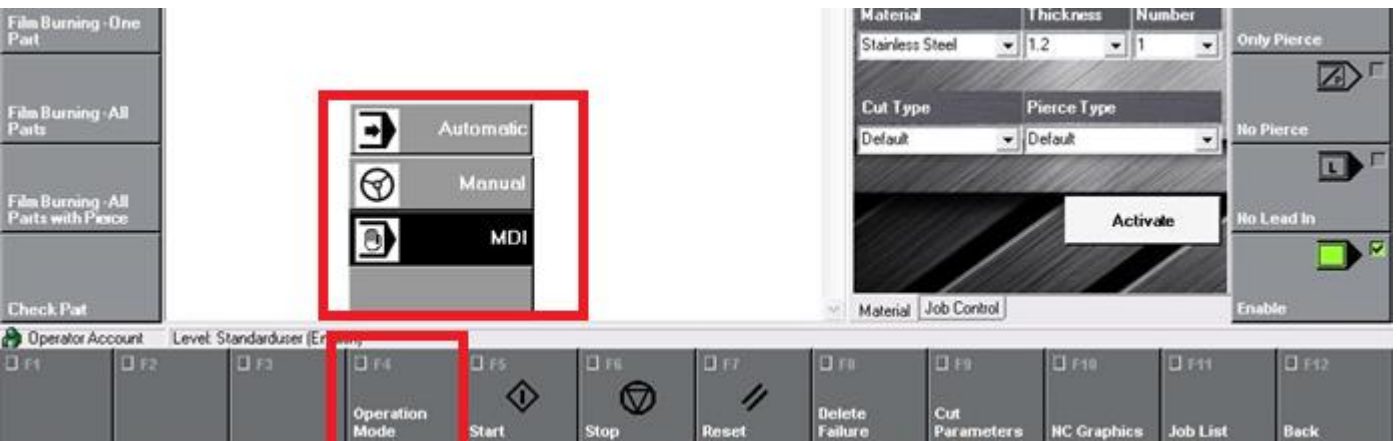 Film Burning - One
Part
Film Burning - All
Parts
Film Burning - All
Parts with Pierce
Check Part
Automatic
Manual
MDI
Material Thickness Number
Stainless Steel 1.2 1
Cut Type Pierce Type
Default Default
Activate
Material Job Control
Only Pierce
No Pierce
L
No Lead In
Enable
Operator Account Level: Standarduser
F1 F2 F3 F4 F5 F6 F7 F8 F9 F10 F11 F12
Operation
Mode
Start
Stop
Reset
Delete
Failure
Cut
Parameters
NC Graphics
Job List
Back